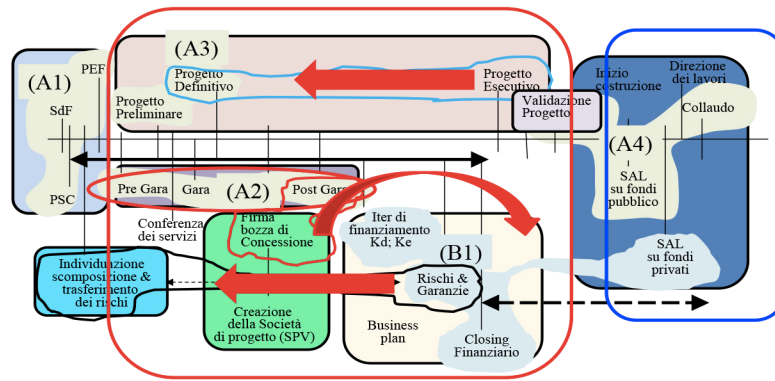 (A1)
PEF
SdF
PSC
(A3)
Progetto
Definitivo
Progetto
Preliminare
Progetto
Esecutivo
Validazione
Progetto
Inizio
costruzione
Direzione
dei lavori
Collaudo
(A4)
SAL
su fondi
pubblico
SAL
su fondi
privati
Pre Gara
Gara
(A2)
Post Gara
Conferenza
dei servizi
Firma
bozza di
Concessione
Iter di
finanziamento
Kd; Ke
(B1)
Individuazione
scomposizione &
trasferimento
dei rischi
Rischi &
Garanzie
Creazione
della Società
di progetto (SPV)
Business
plan
Closing
Finanziario